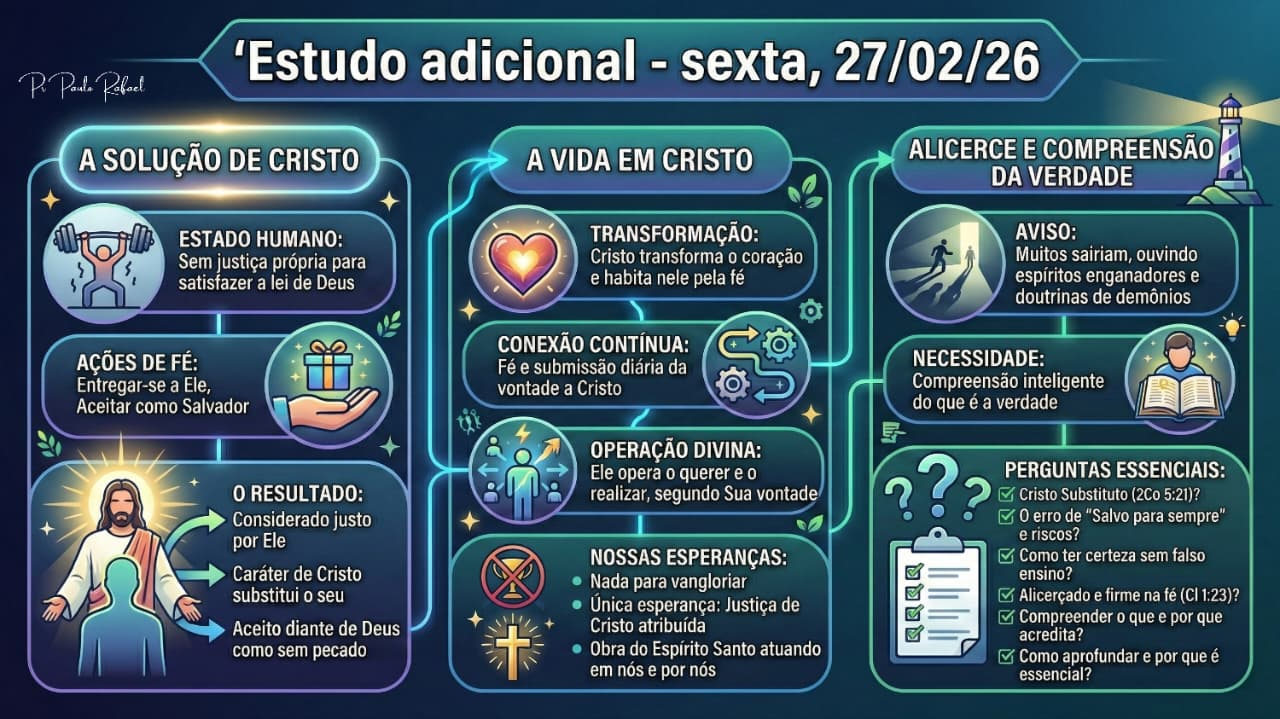 ‘Estudo adicional - sexta, 27/02/26
Pr Paulo Rafael
A SOLUÇÃO DE CRISTO
ESTADO HUMANO:
Sem justiça própria para
satisfazer a lei de Deus
AÇÕES DE FÉ:
Entregar-se a Ele,
Aceitar como Salvador
O RESULTADO:
Considerado justo
por Ele
Caráter de Cristo
substitui o seu
Aceito diante de Deus
como sem pecado
A VIDA EM CRISTO
TRANSFORMAÇÃO:
Cristo transforma o coração
e habita nele pela fé
CONEXÃO CONTÍNUA:
Fé e submissão diária da
vontade a Cristo
OPERAÇÃO DIVINA:
Ele opera o querer e o
realizar, segundo Sua vontade
NOSSAS ESPERANÇAS:
Nada para vangloriar
Única esperança: Justiça de
Cristo atribuída
Obra do Espírito Santo atuando
em nós e por nós
ALICERCE E COMPREENSÃO
DA VERDADE
AVISO:
Muitos sairiam, ouvindo
espíritos enganadores e
doutrinas de demônios
NECESSIDADE:
Compreensão inteligente
do que é a verdade
PERGUNTAS ESSENCIAIS:
Cristo Substituto (2Co 5:21)?
O erro de “Salvo para sempre”
e riscos?
Como ter certeza sem falso
ensino?
Alicerçado e firme na fé (Cl 1:23)?
Compreender o que e por que
acredita?
Como aprofundar e por que é
essencial?